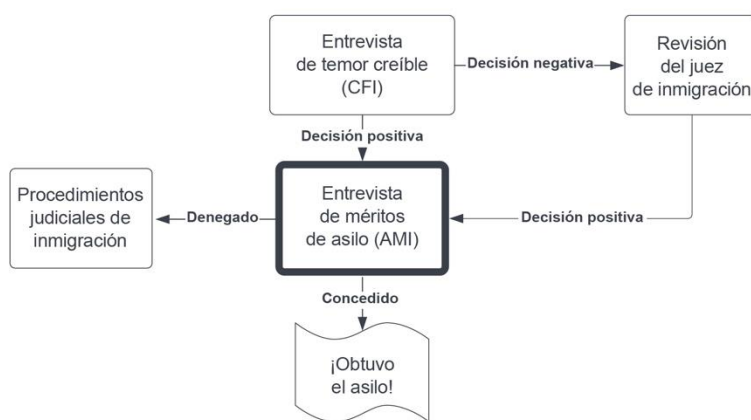 Entrevista
de temor creíble
(CFI)
Decisión negativa
Revisión
del juez
de inmigración
Decisión positiva
Procedimientos
judiciales de
inmigración
Denegado
Entrevista
de méritos
de asilo (AMI)
Decisión positiva
Concedido
¡Obtuvo
el asilo!